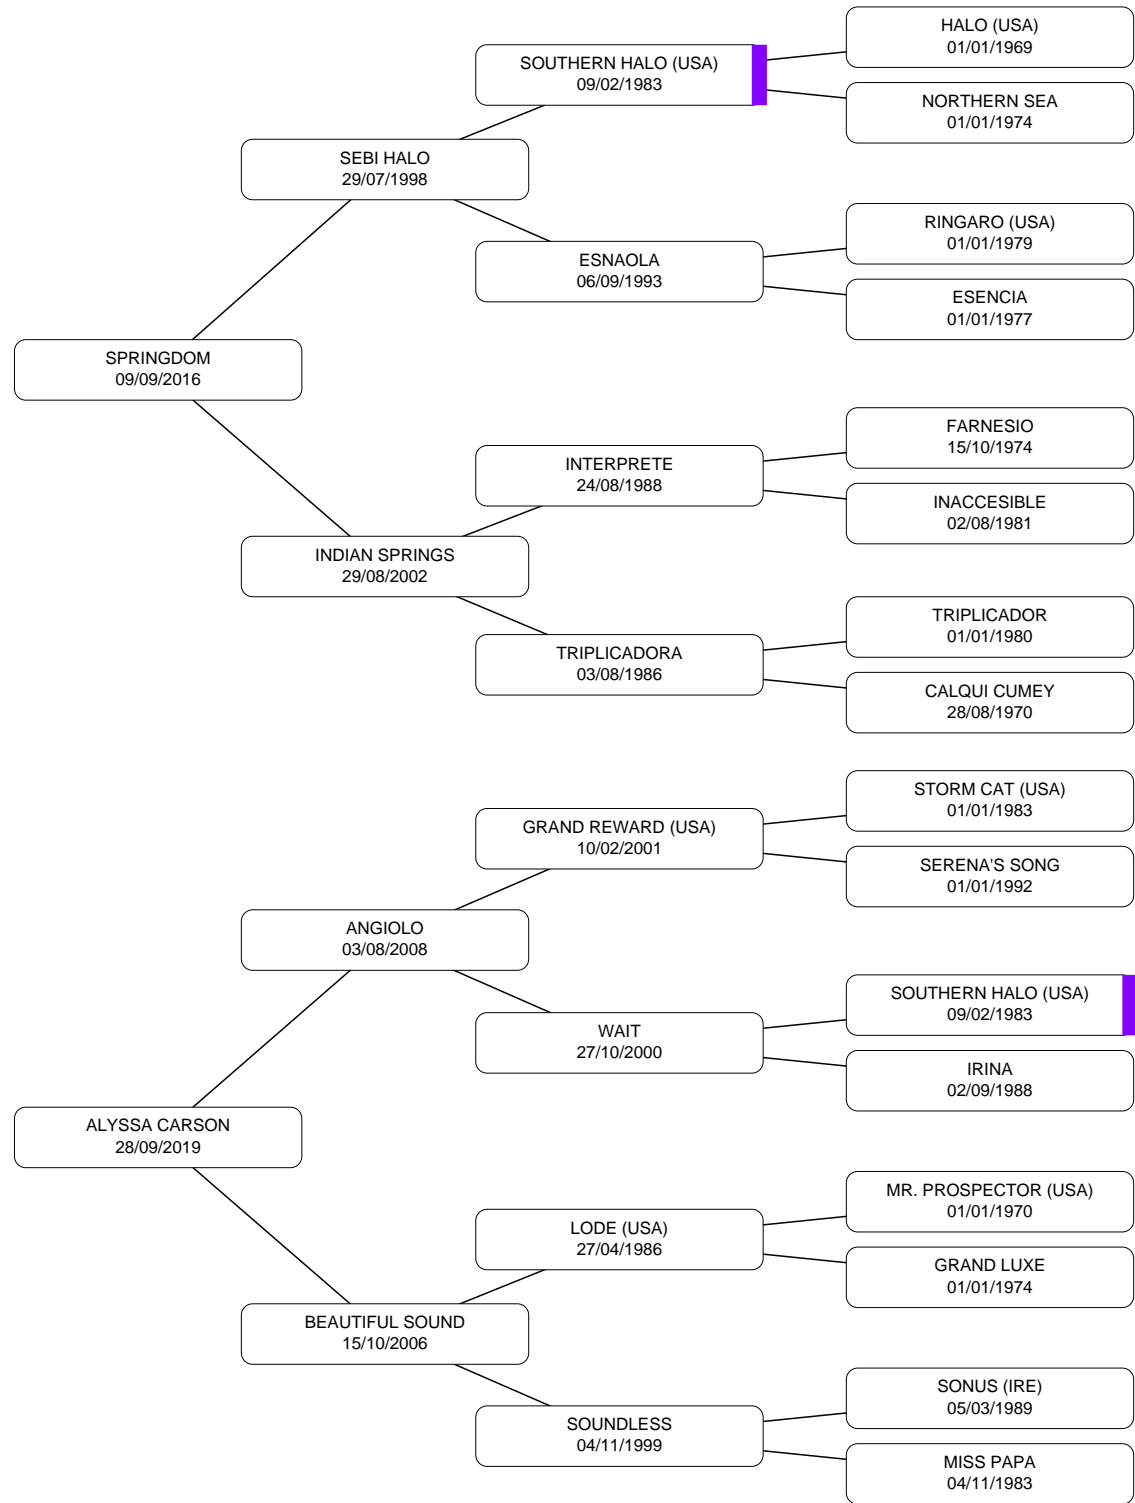 HALO (USA)
01/01/1969
SOUTHERN HALO (USA)
09/02/1983
NORTHERN SEA
01/01/1974
SEBI HALO
29/07/1998
RINGARO (USA)
01/01/1979
ESNAOLA
06/09/1993
ESENCIA
01/01/1977
SPRINGDOM
09/09/2016
FARNESIO
15/10/1974
INTERPRETE
24/08/1988
INACCESIBLE
02/08/1981
INDIAN SPRINGS
29/08/2002
TRIPLICADOR
01/01/1980
TRIPLICADORA
03/08/1986
CALQUI CUMEY
28/08/1970
STORM CAT (USA)
01/01/1983
GRAND REWARD (USA)
10/02/2001
SERENA'S SONG
01/01/1992
ANGIOLO
03/08/2008
SOUTHERN HALO (USA)
09/02/1983
WAIT
27/10/2000
IRINA
02/09/1988
ALYSSA CARSON
28/09/2019
MR. PROSPECTOR (USA)
01/01/1970
LODE (USA)
27/04/1986
GRAND LUXE
01/01/1974
BEAUTIFUL SOUND
15/10/2006
SONUS (IRE)
05/03/1989
SOUNDLESS
04/11/1999
MISS PAPA
04/11/1983